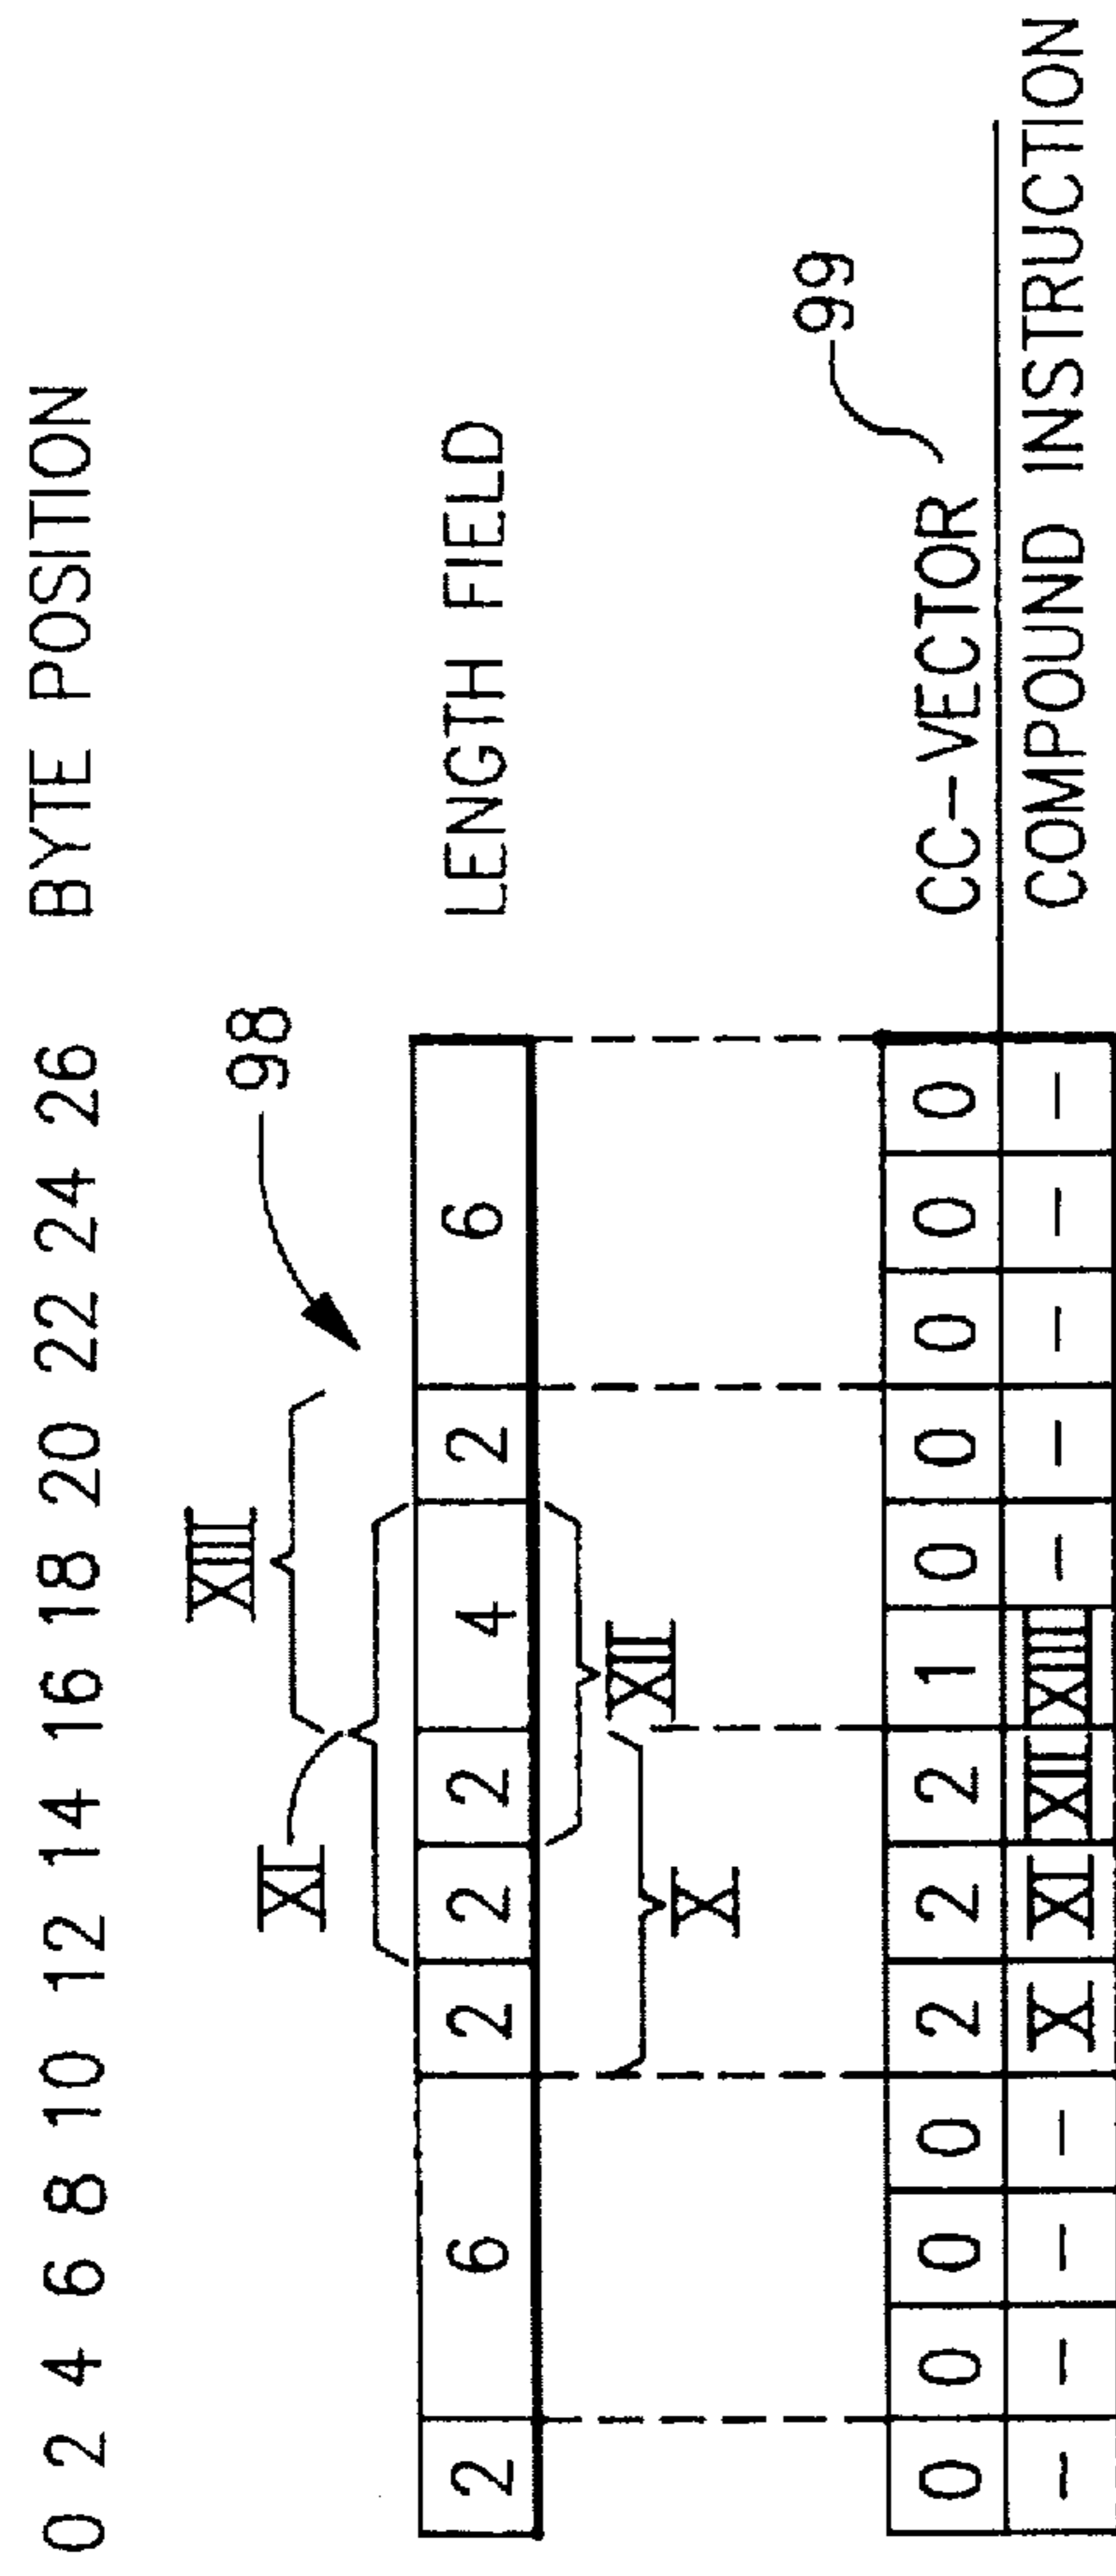 0 2 4 6 8 10 12 14 16 18 20 22 24 26 BYTE POSITION
98
XIII
XI
2 6 2 2 2 4 2 6 LENGTH FIELD
XII
X
99
0 0 0 0 2 2 2 1 0 0 0 0 0 CC-VECTOR
- - - - X XI XII XIII - - - - - COMPOUND INSTRUCTION